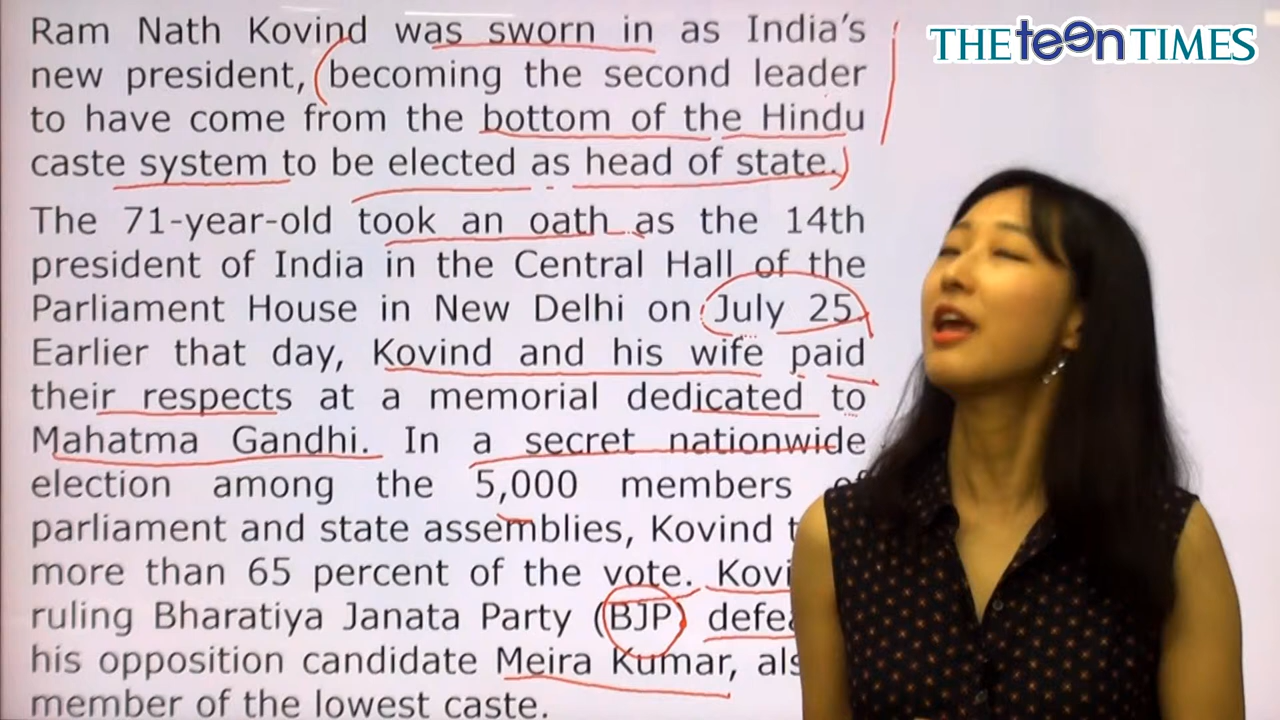 Ram Nath Kovind was sworn in as India's
new president, (becoming the second leader
to have come from the bottom of the Hindu
caste system to be elected as head of state.)
The 71-year-old took an oath as the 14th
president of India in the Central Hall of the
Parliament House in New Delhi on July 25.
Earlier that day, Kovind and his wife paid
their respects at a memorial dedicated to
Mahatma Gandhi. In a secret nationwide
election among the 5,000 members of
parliament and state assemblies, Kovind
more than 65 percent of the vote.
ruling Bharatiya Janata Party (BJP)
his opposition candidate Meira Kumar,
member of the lowest caste.
THE teen TIMES